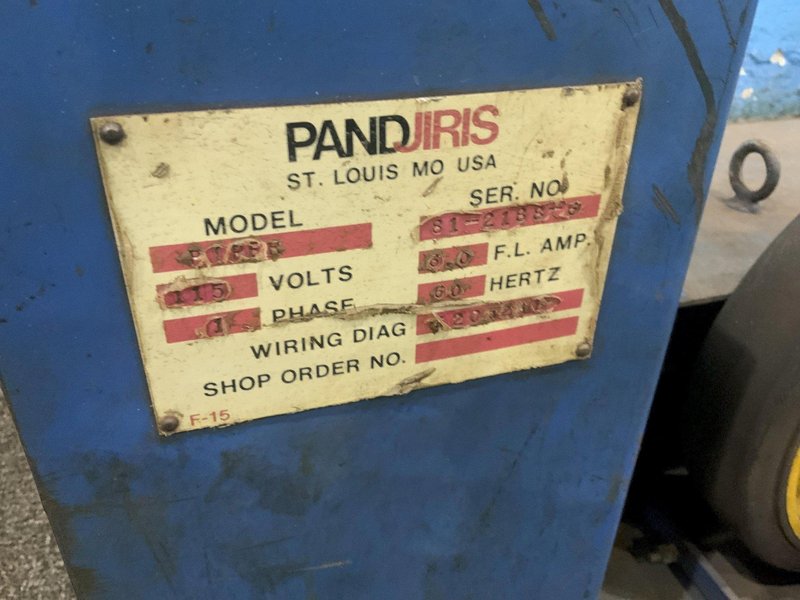 PANDJIRIS
ST. LOUIS MO USA
MODEL
SER. NO.
115 VOLTS
F.L. AMP.
1 PHASE
60 HERTZ
WIRING DIAG
SHOP ORDER NO.
F-15